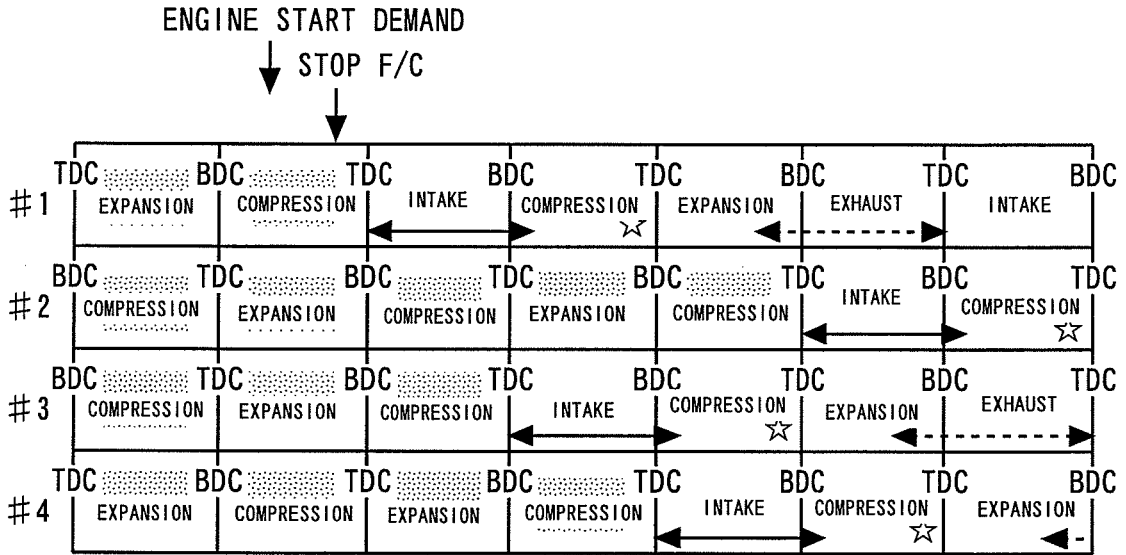 ENGINE START DEMAND
STOP F/C
TDC BDC TDC BDC TDC BDC TDC BDC
#1 EXPANSION COMPRESSION INTAKE COMPRESSION EXPANSION EXHAUST INTAKE
BDC TDC BDC TDC BDC TDC BDC TDC
#2 COMPRESSION EXPANSION COMPRESSION EXPANSION COMPRESSION INTAKE COMPRESSION
BDC TDC BDC TDC BDC TDC BDC TDC
#3 COMPRESSION EXPANSION COMPRESSION INTAKE COMPRESSION EXPANSION EXHAUST
TDC BDC TDC BDC TDC BDC TDC BDC
#4 EXPANSION COMPRESSION EXPANSION COMPRESSION INTAKE COMPRESSION EXPANSION